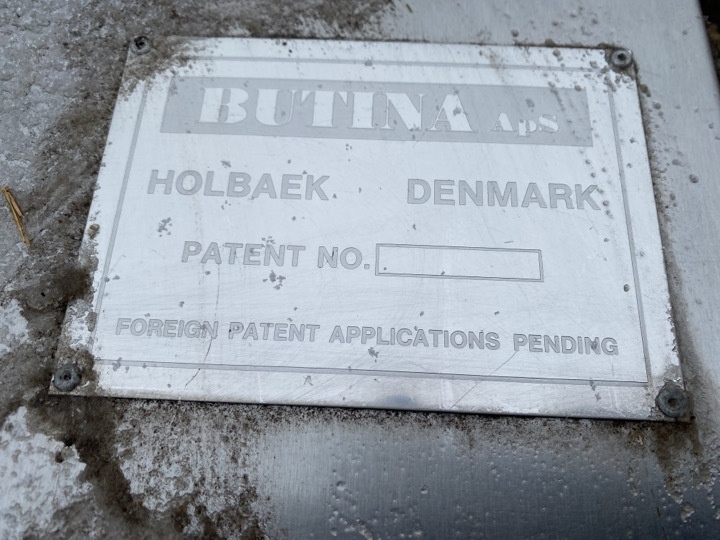 BUTINA ApS
HOLBAEK DENMARK
PATENT NO.
FOREIGN PATENT APPLICATIONS PENDING